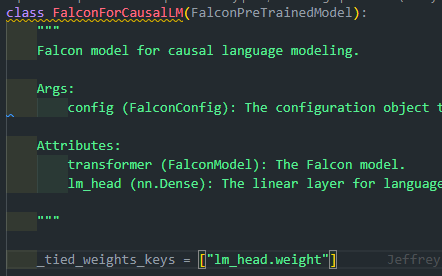 class FalconForCausalLM(FalconPreTrainedModel):
"""
Falcon model for causal language modeling.
Args:
config (FalconConfig): The configuration object t
Attributes:
transformer (FalconModel): The Falcon model.
lm_head (nn.Dense): The linear layer for language
"""
_tied_weights_keys = ["lm_head.weight"] Jeffrey